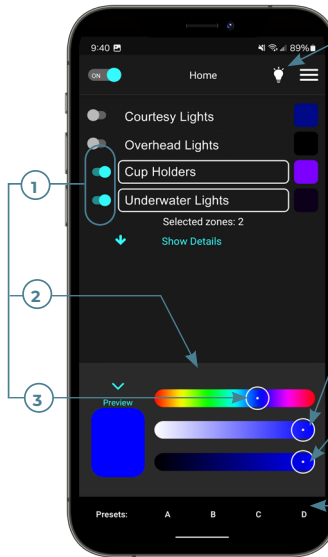 9:40 89%
ON Home
Courtesy Lights
Overhead Lights
1 Cup Holders
Underwater Lights
Selected zones: 2
Show Details
2
Preview
3
Presets: A B C D